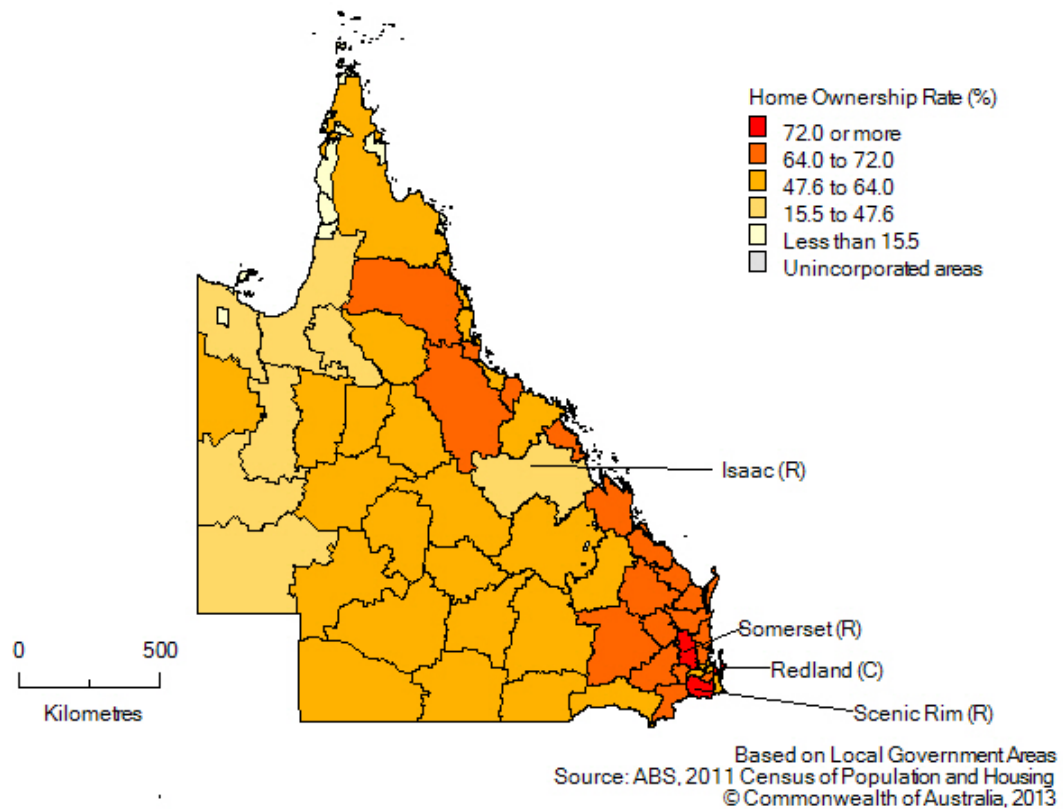 Home Ownership Rate (%)
72.0 or more
64.0 to 72.0
47.6 to 64.0
15.5 to 47.6
Less than 15.5
Unincorporated areas
Isaac (R)
Somerset (R)
Redland (C)
Scenic Rim (R)
0 500
Kilometres
Based on Local Government Areas
Source: ABS, 2011 Census of Population and Housing
© Commonwealth of Australia, 2013